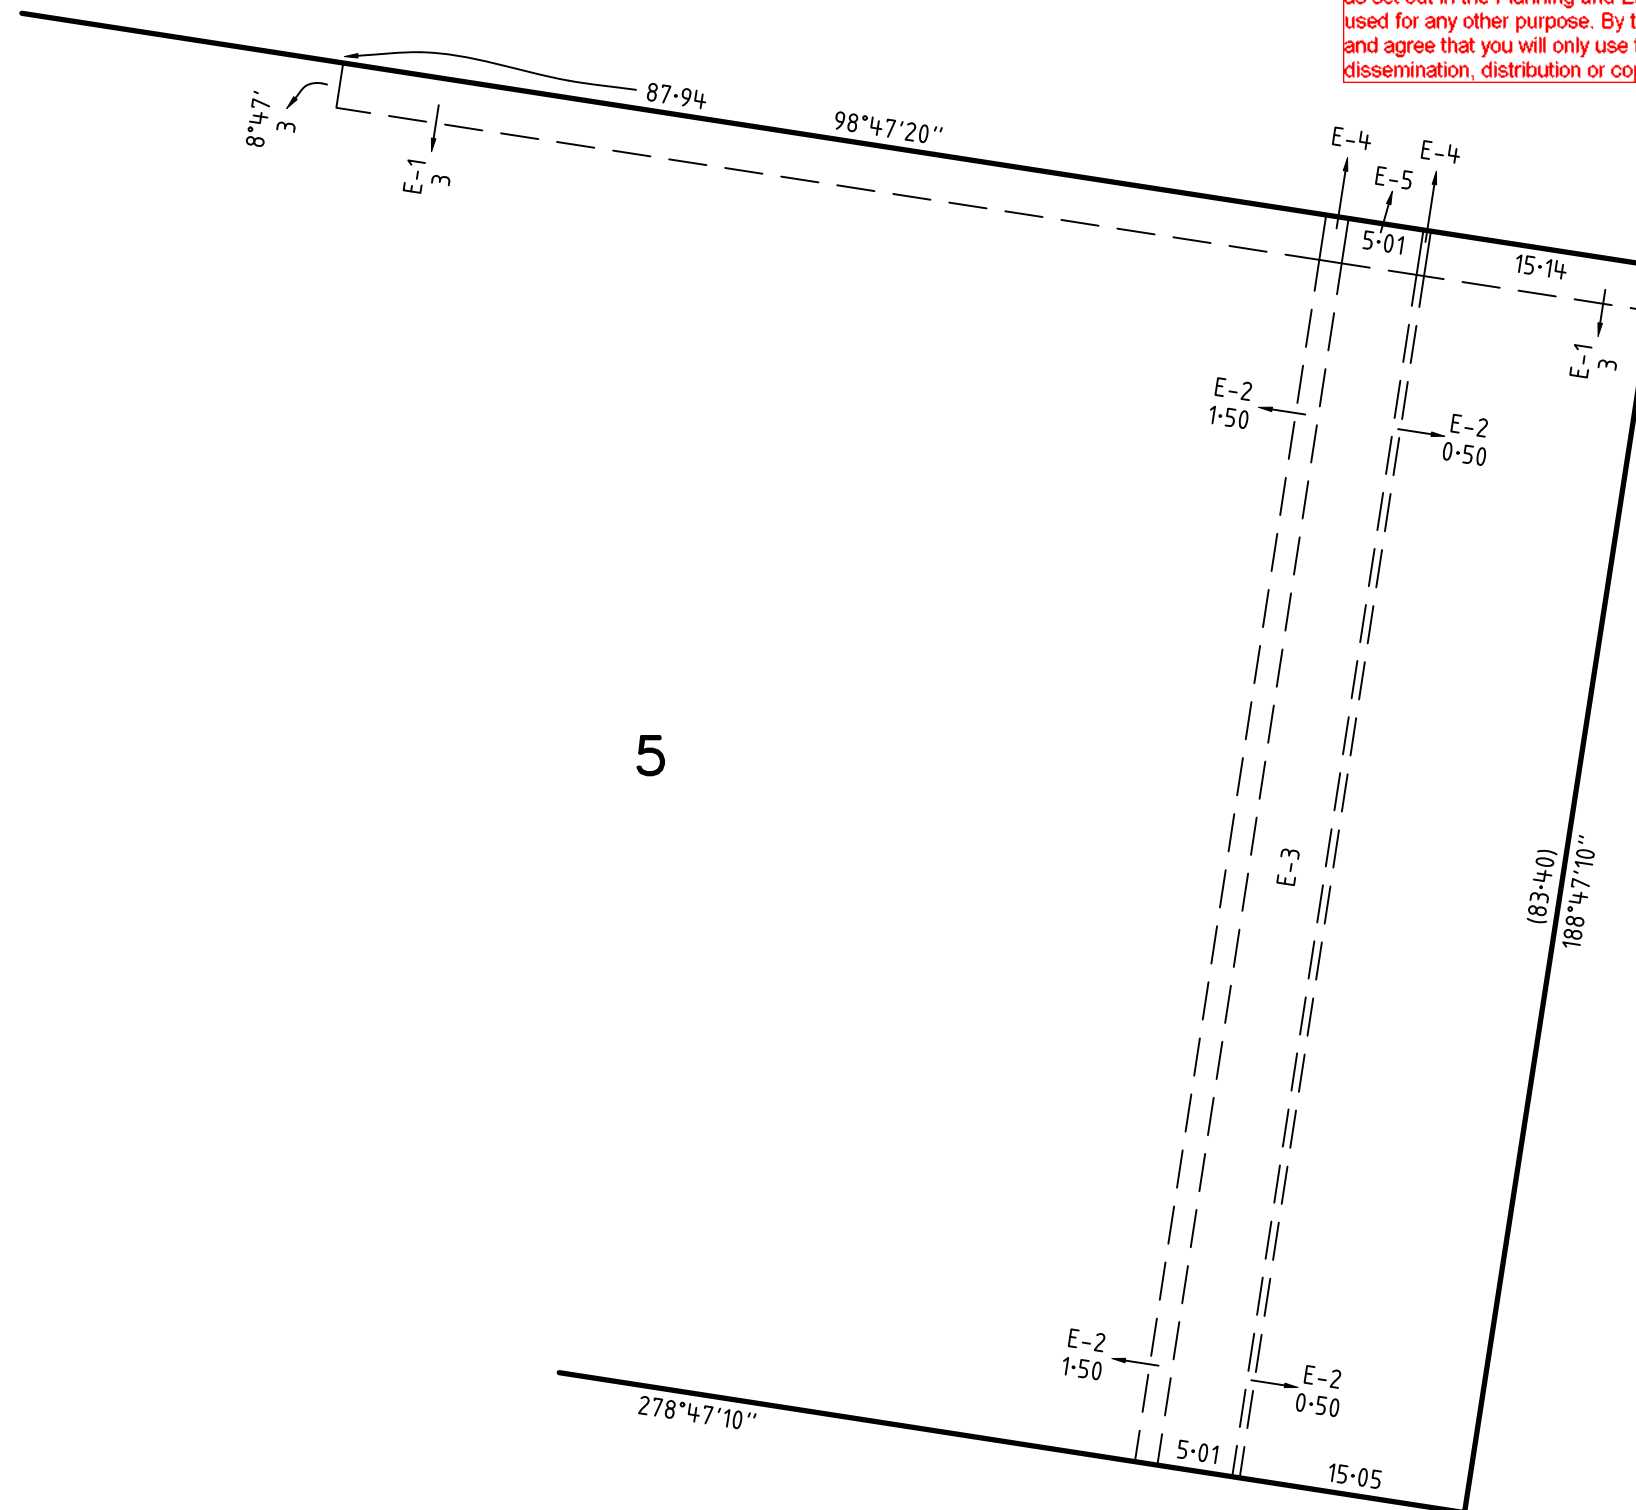 used for any other purpose. By t
and agree that you will only use
dissemination, distribution or co
87·94
98°47'20"
8°47'
3
E-1
3
E-4
E-4
E-5
5·01
15·14
E-1
3
E-2
1·50
E-2
0·50
5
E-3
(83·40)
188°47'10"
E-2
1·50
E-2
0·50
278°47'10"
5·01
15·05